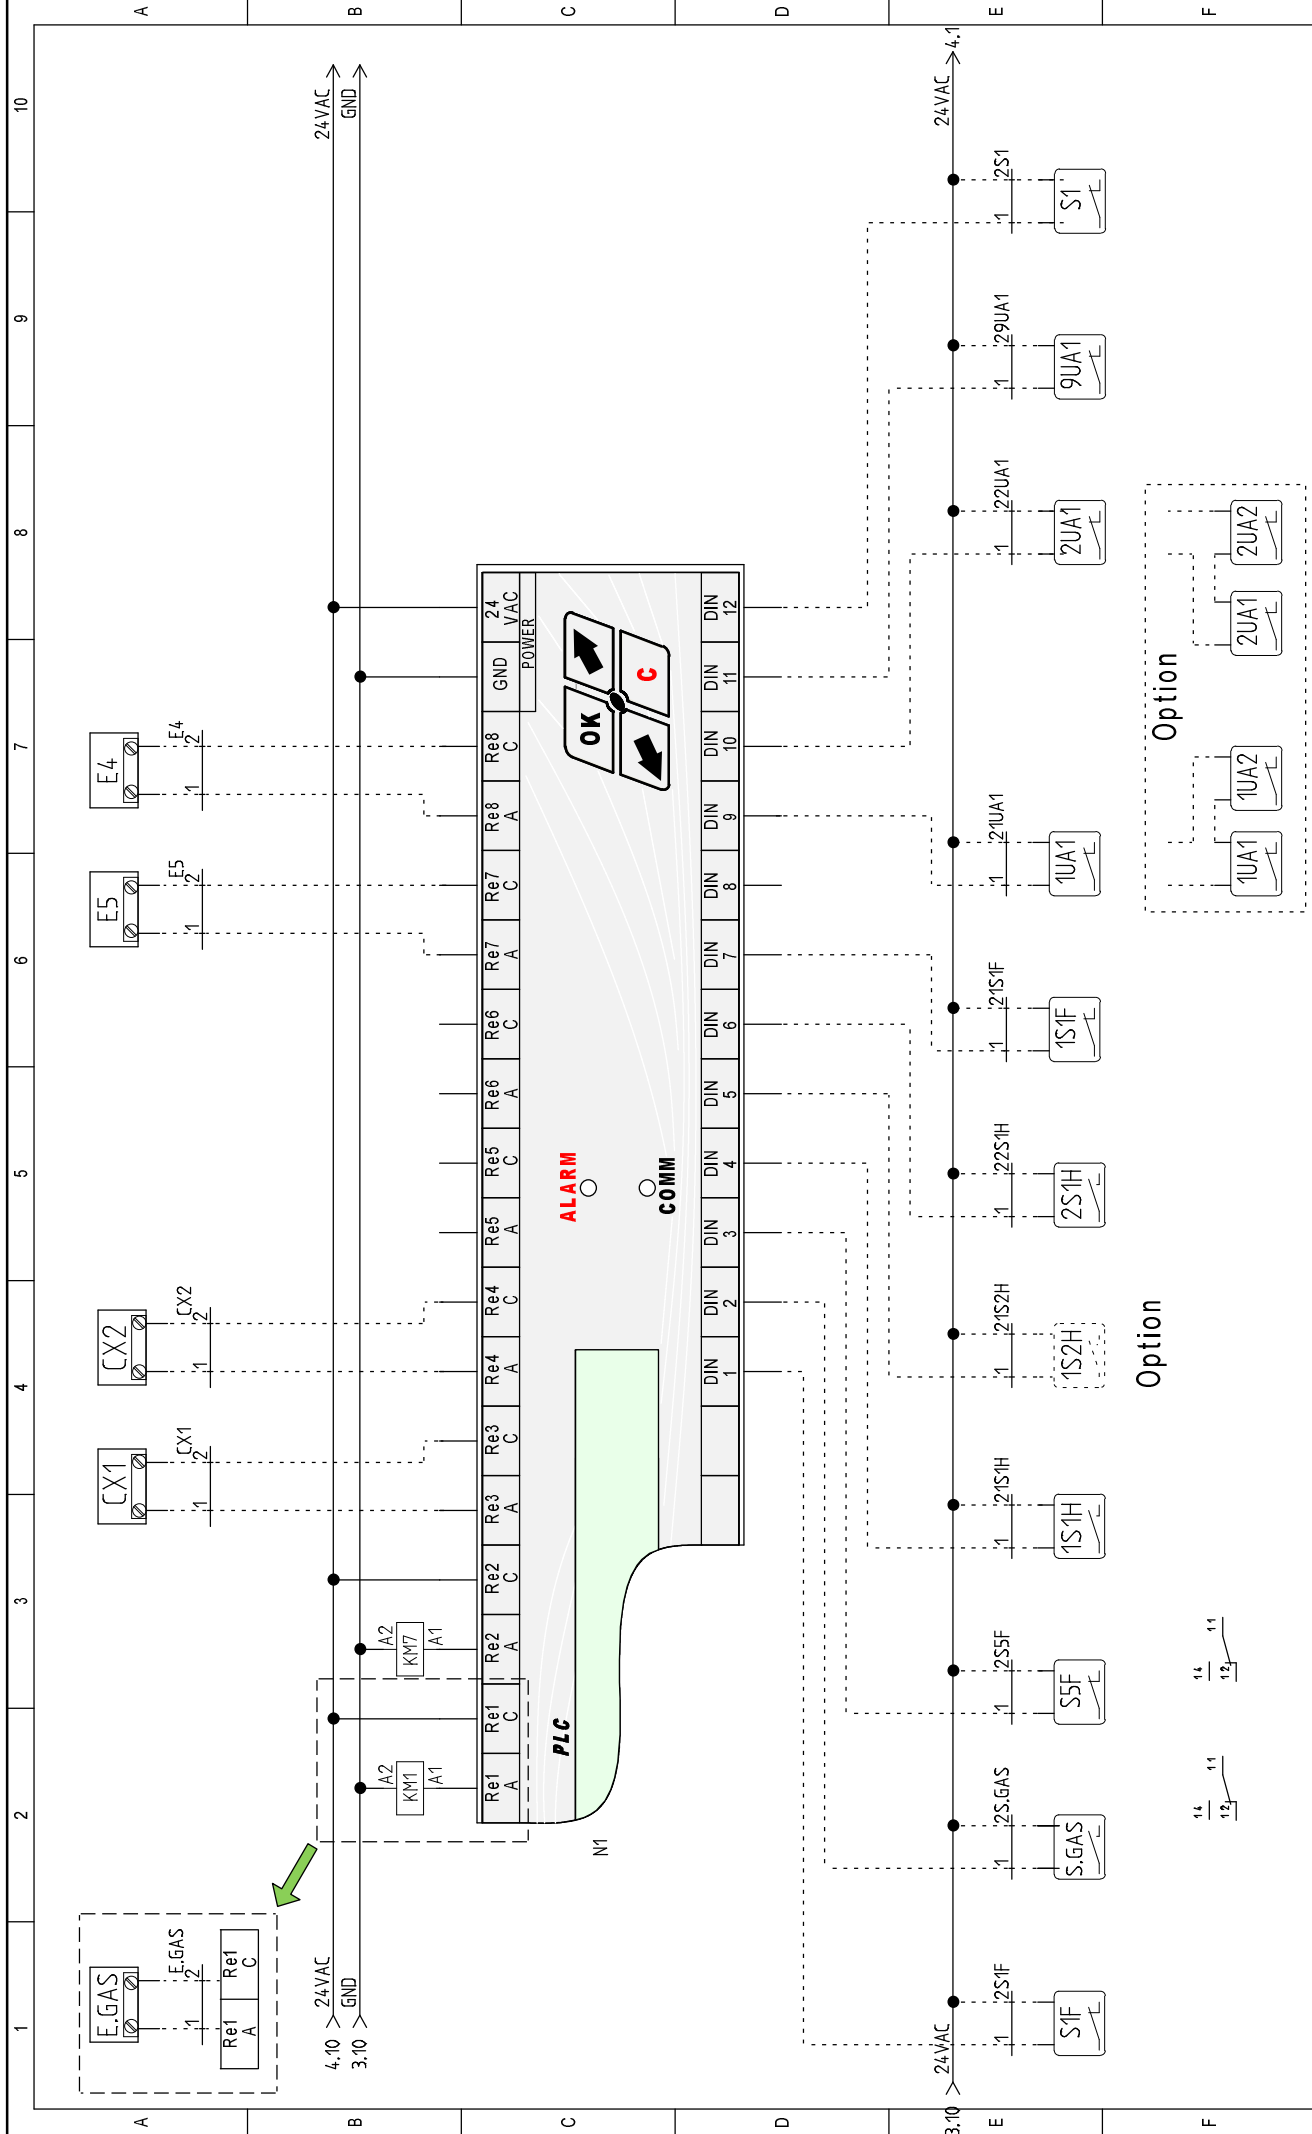 A B C D E F
1 2 3 4 5 6 7 8 9 10
E.GAS
1 2 E.GAS
Re1 A
Re1 C
CX1
1 2 CX1
CX2
1 2 CX2
E5
1 2 E5
E4
1 2 E4
4.10 24VAC
24VAC
3.10 GND
GND
A2
KM1
A1
A2
KM7
A1
Re1 A
Re1 C
Re2 A
Re2 C
Re3 A
Re3 C
Re4 A
Re4 C
Re5 A
Re5 C
Re6 A
Re6 C
Re7 A
Re7 C
Re8 A
Re8 C
GND
24 VAC
POWER
N1
PLC
ALARM
COMM
OK
C
DIN 1
DIN 2
DIN 3
DIN 4
DIN 5
DIN 6
DIN 7
DIN 8
DIN 9
DIN 10
DIN 11
DIN 12
3.10 24VAC
24VAC 4.1
1 2S1F
S1F
1 2S.GAS
S.GAS
1 2S5F
S5F
1 21S1H
1S1H
1 21S2H
1S2H
1 22S1H
2S1H
1 21S1F
1S1F
1 21UA1
1UA1
1 22UA1
2UA1
1 29UA1
9UA1
1 2S1
S1
14 12 11
14 12 11
Option
Option
1UA1
1UA2
2UA1
2UA2
A B C D E F